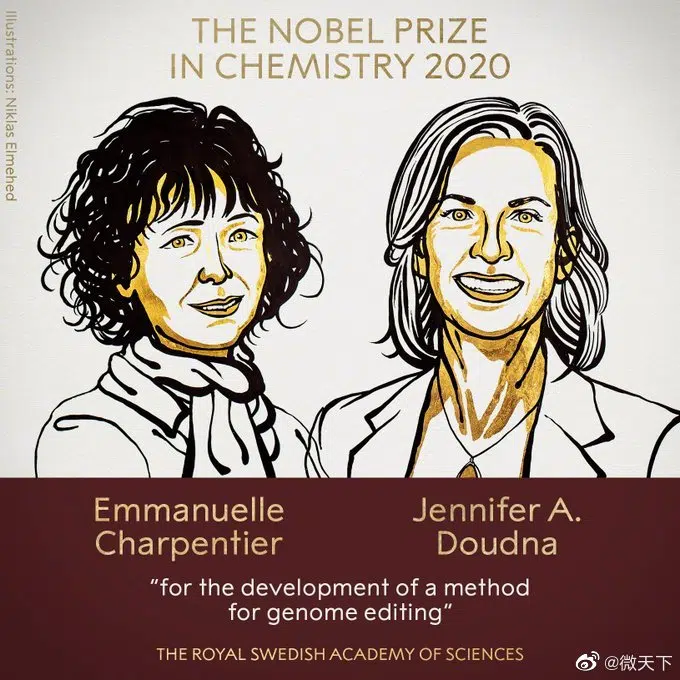 Illustrations: Niklas Elmehed
THE NOBEL PRIZE
IN CHEMISTRY 2020
Emmanuelle
Charpentier
Jennifer A.
Doudna
“for the development of a method
for genome editing”
THE ROYAL SWEDISH ACADEMY OF SCIENCES
@微天下